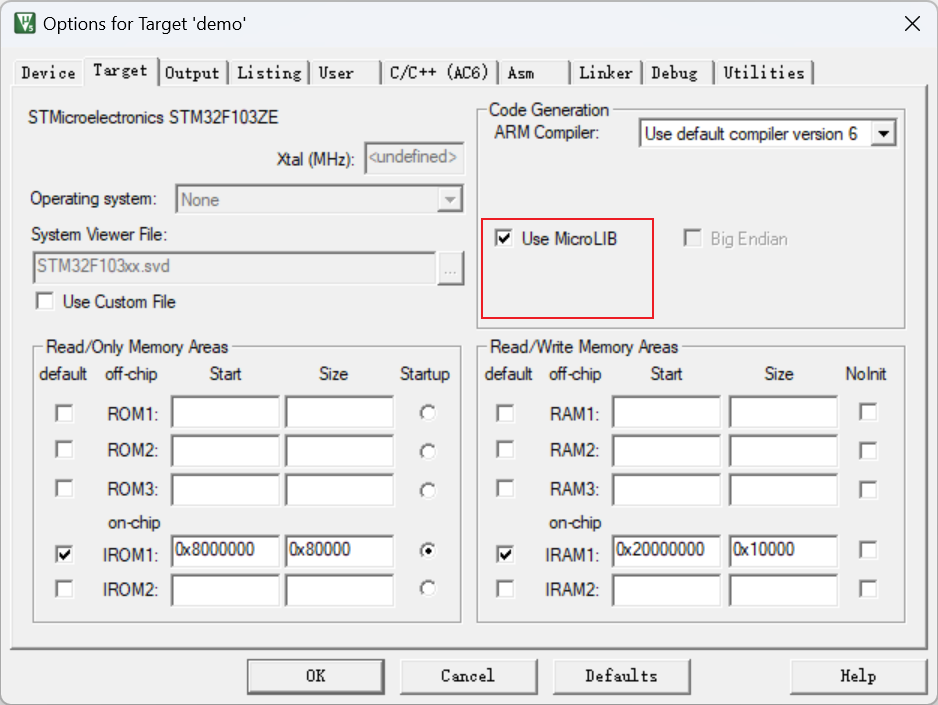 Options for Target 'demo'
Device Target Output Listing User C/C++ (AC6) Asm Linker Debug Utilities
STMicroelectronics STM32F103ZE
Xtal (MHz): <undefined>
Operating system: None
System Viewer File:
STM32F103xx.svd ...
Use Custom File
Code Generation
ARM Compiler: Use default compiler version 6
Use MicroLIB Big Endian
Read/Only Memory Areas
default off-chip Start Size Startup
ROM1:
ROM2:
ROM3:
on-chip
IROM1: 0x8000000 0x80000
IROM2:
Read/Write Memory Areas
default off-chip Start Size NoInit
RAM1:
RAM2:
RAM3:
on-chip
IRAM1: 0x20000000 0x10000
IRAM2:
OK Cancel Defaults Help